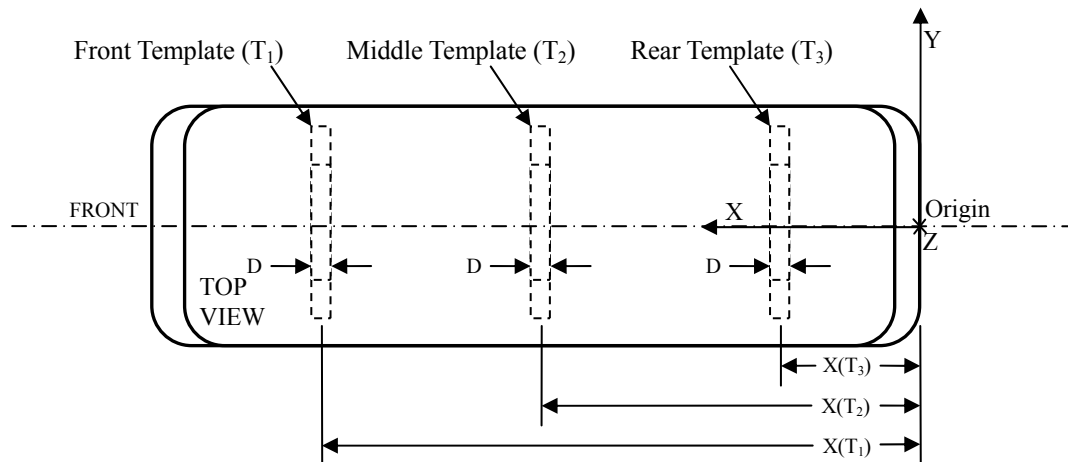 Y
Front Template (T₁)
Middle Template (T₂)
Rear Template (T₃)
FRONT
X
Origin
Z
D
D
D
TOP
VIEW
X(T₃)
X(T₂)
X(T₁)